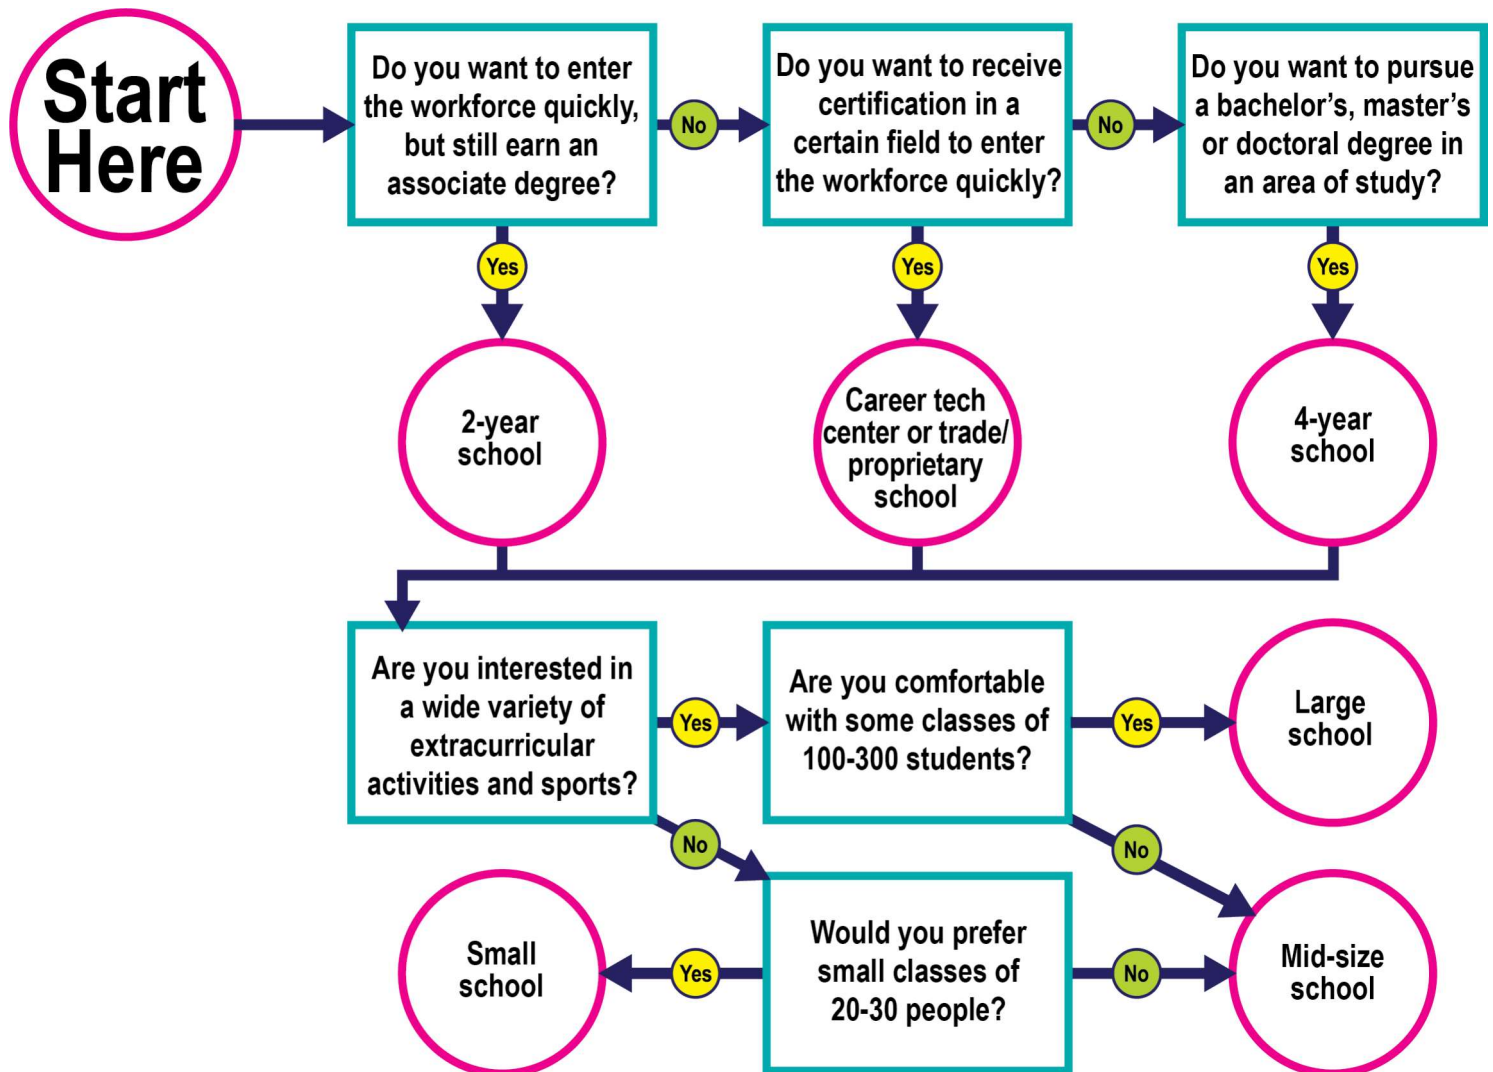 Start
Here
Do you want to enter
the workforce quickly,
but still earn an
associate degree?
No
Do you want to receive
certification in a
certain field to enter
the workforce quickly?
No
Do you want to pursue
a bachelor’s, master’s
or doctoral degree in
an area of study?
Yes
Yes
Yes
2-year
school
Career tech
center or trade/
proprietary
school
4-year
school
Are you interested in
a wide variety of
extracurricular
activities and sports?
Yes
Are you comfortable
with some classes of
100-300 students?
Yes
Large
school
No
No
Small
school
Yes
Would you prefer
small classes of
20-30 people?
No
Mid-size
school